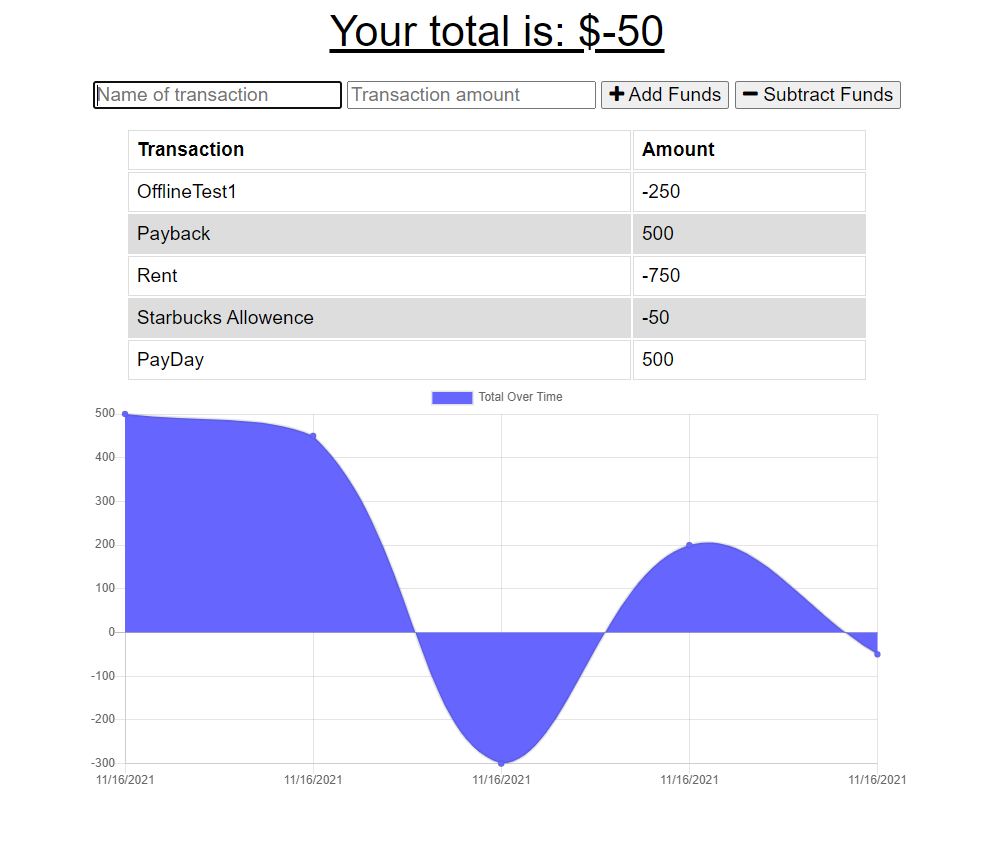 Your total is: $-50
Name of transaction Transaction amount Add Funds Subtract Funds
Transaction Amount
OfflineTest1 -250
Payback 500
Rent -750
Starbucks Allowence -50
PayDay 500
Total Over Time
500
400
300
200
100
0
-100
-200
-300
11/16/2021 11/16/2021 11/16/2021 11/16/2021 11/16/2021